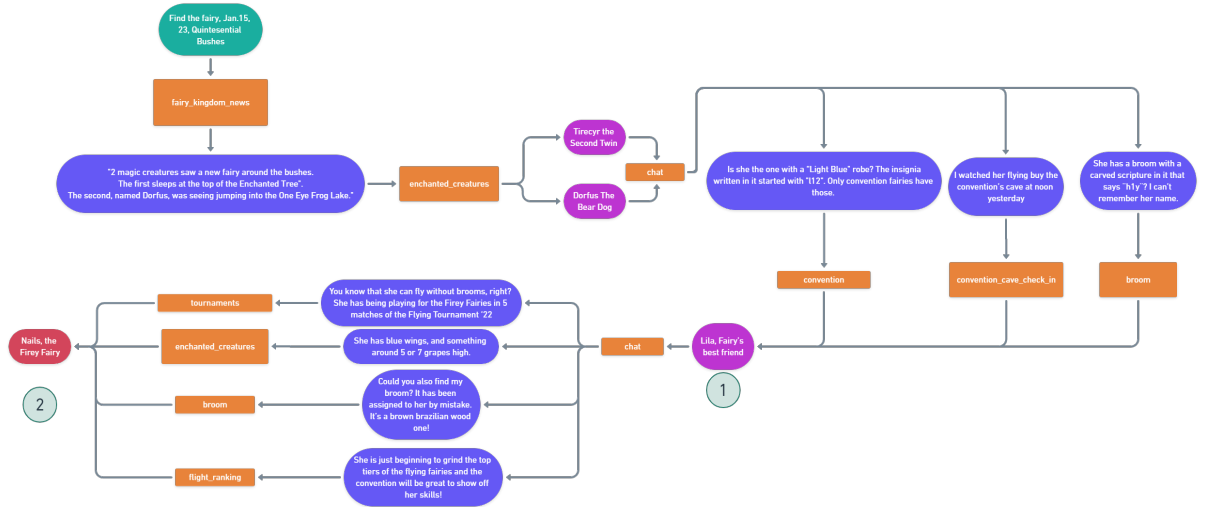 Find the fairy, Jan.15,
23, Quintesential
Bushes
fairy_kingdom_news
"2 magic creatures saw a new fairy around the bushes.
The first sleeps at the top of the Enchanted Tree".
The second, named Dorfus, was seeing jumping into the One Eye Frog Lake."
enchanted_creatures
Tirecyr the
Second Twin
Dorfus The
Bear Dog
chat
Is she the one with a "Light Blue" robe? The insignia
written in it started with "I12". Only convention fairies have
those.
I watched her flying buy the
convention's cave at noon
yesterday
She has a broom with a
carved scripture in it that
says ¨h1y¨? I can't
remember her name.
convention
convention_cave_check_in
broom
Lila, Fairy's
best friend
1
chat
You know that she can fly without brooms, right?
She has being playing for the Firey Fairies in 5
matches of the Flying Tournament '22
tournaments
She has blue wings, and something
around 5 or 7 grapes high.
enchanted_creatures
Could you also find my
broom? It has been
assigned to her by mistake.
It's a brown brazilian wood
one!
broom
She is just beginning to grind the top
tiers of the flying fairies and the
convention will be great to show off
her skills!
flight_ranking
Nails, the
Firey Fairy
2